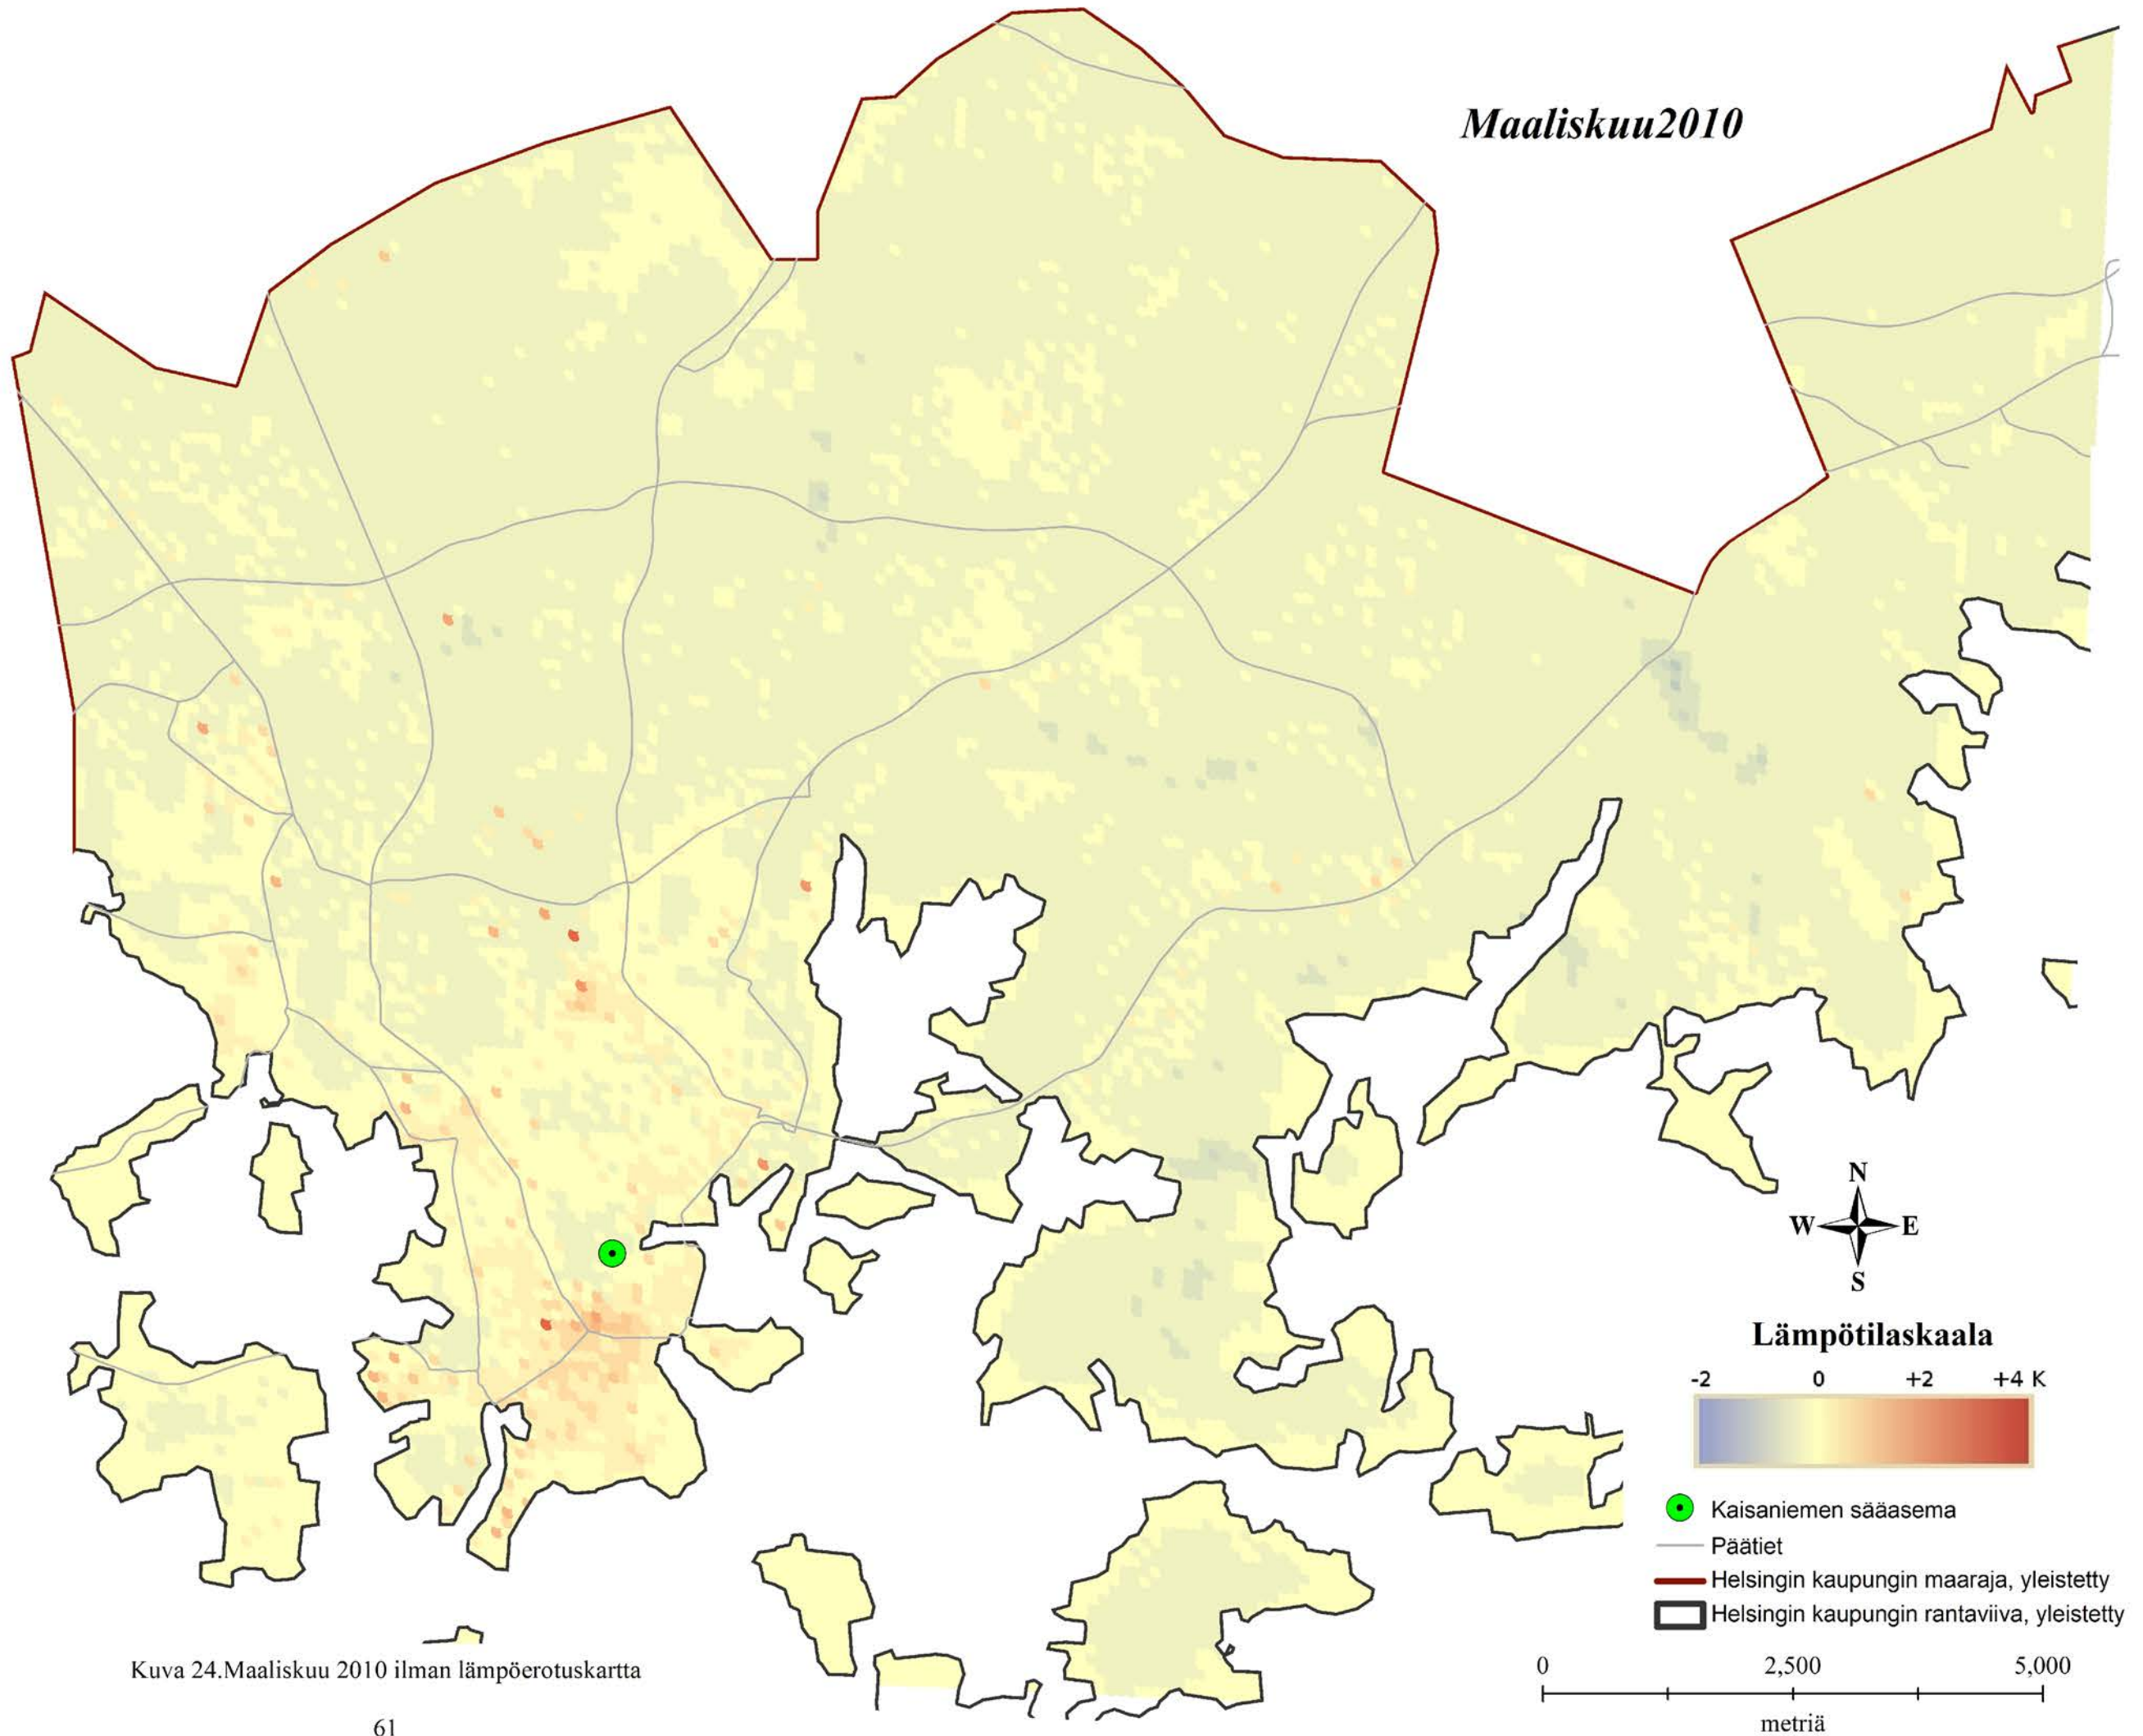 Maaliskuu2010
N
W E
S
Lämpötilaskaala
-2 0 +2 +4 K
Kaisaniemen sääasema
Päätiet
Helsingin kaupungin maaraja, yleistetty
Helsingin kaupungin rantaviiva, yleistetty
0 2,500 5,000
metriä
Kuva 24.Maaliskuu 2010 ilman lämpöerotuskartta
61